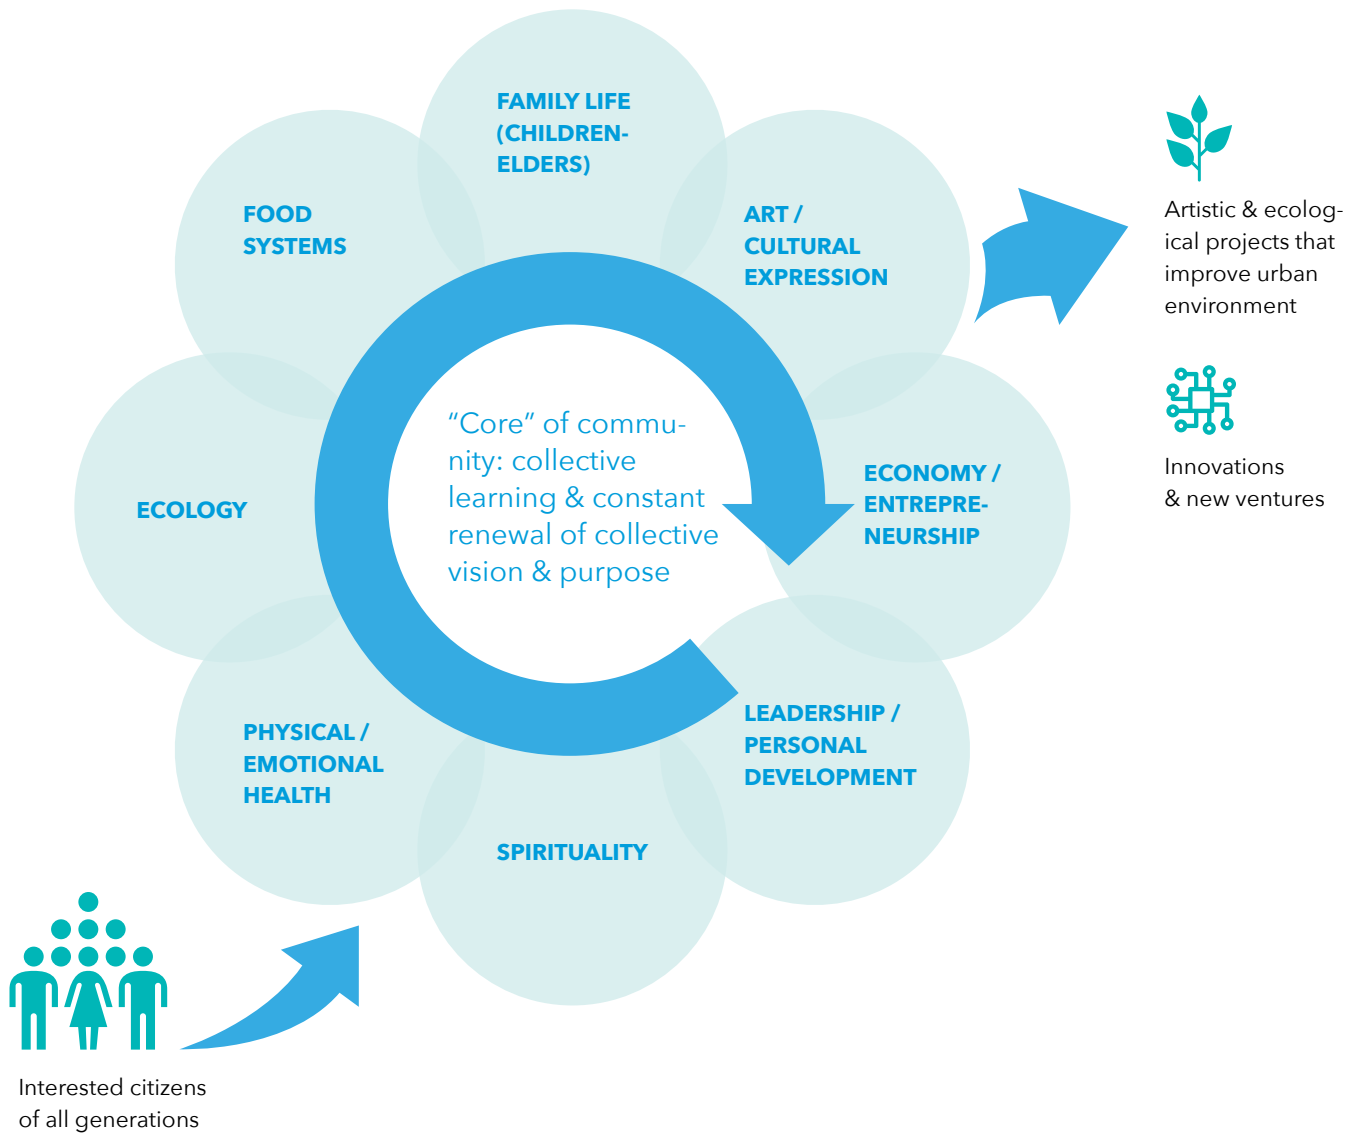 FAMILY LIFE
(CHILDREN-
ELDERS)
FOOD
SYSTEMS
ART /
CULTURAL
EXPRESSION
Artistic & ecolog-
ical projects that
improve urban
environment
"Core" of commu-
nity: collective
learning & constant
renewal of collective
vision & purpose
ECOLOGY
ECONOMY /
ENTREPRE-
NEURSHIP
Innovations
& new ventures
PHYSICAL /
EMOTIONAL
HEALTH
LEADERSHIP /
PERSONAL
DEVELOPMENT
SPIRITUALITY
Interested citizens
of all generations